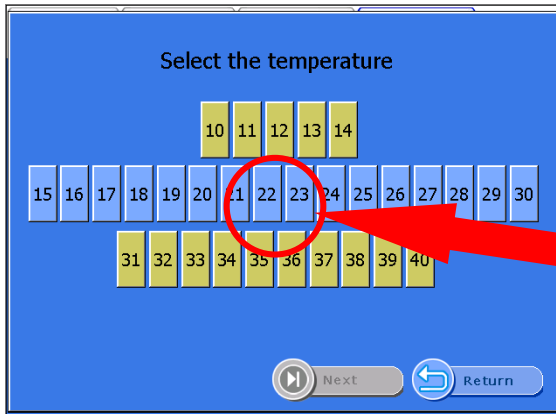 Select the temperature
10 11 12 13 14
15 16 17 18 19 20 21 22 23 24 25 26 27 28 29 30
31 32 33 34 35 36 37 38 39 40
Next Return